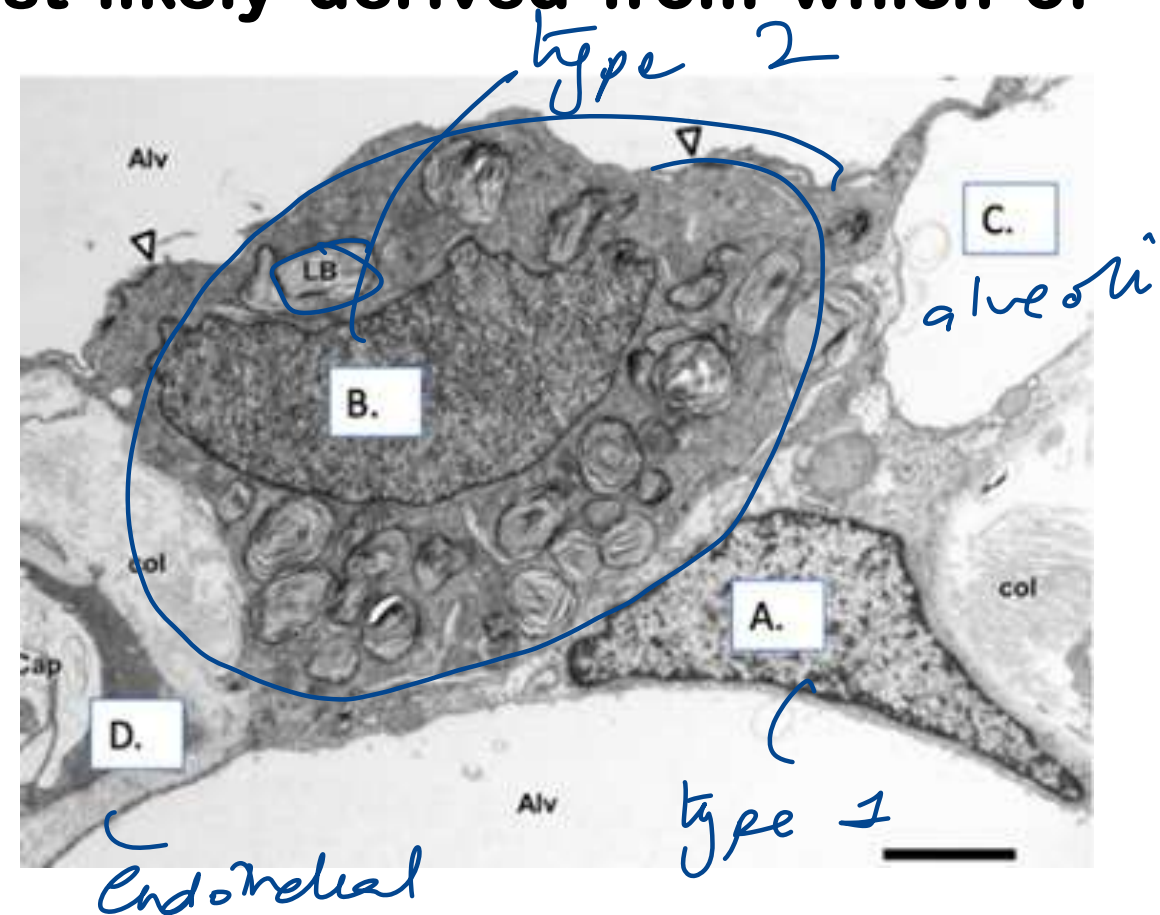 st likely derived from which of
type 2
Alv
C.
LB
alveoli
B.
col
A.
col
Cap
D.
Alv
type 1
endothelial